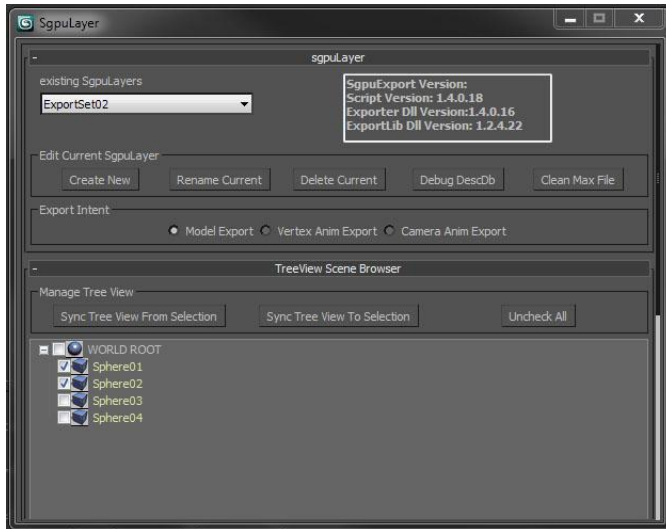 SgpuLayer
sgpuLayer
existing SgpuLayers
ExportSet02
SgpuExport Version:
Script Version: 1.4.0.18
Exporter Dll Version:1.4.0.16
ExportLib Dll Version: 1.2.4.22
Edit Current SgpuLayer
Create New Rename Current Delete Current Debug DescDb Clean Max File
Export Intent
Model Export Vertex Anim Export Camera Anim Export
TreeView Scene Browser
Manage Tree View
Sync Tree View From Selection Sync Tree View To Selection Uncheck All
WORLD ROOT
Sphere01
Sphere02
Sphere03
Sphere04